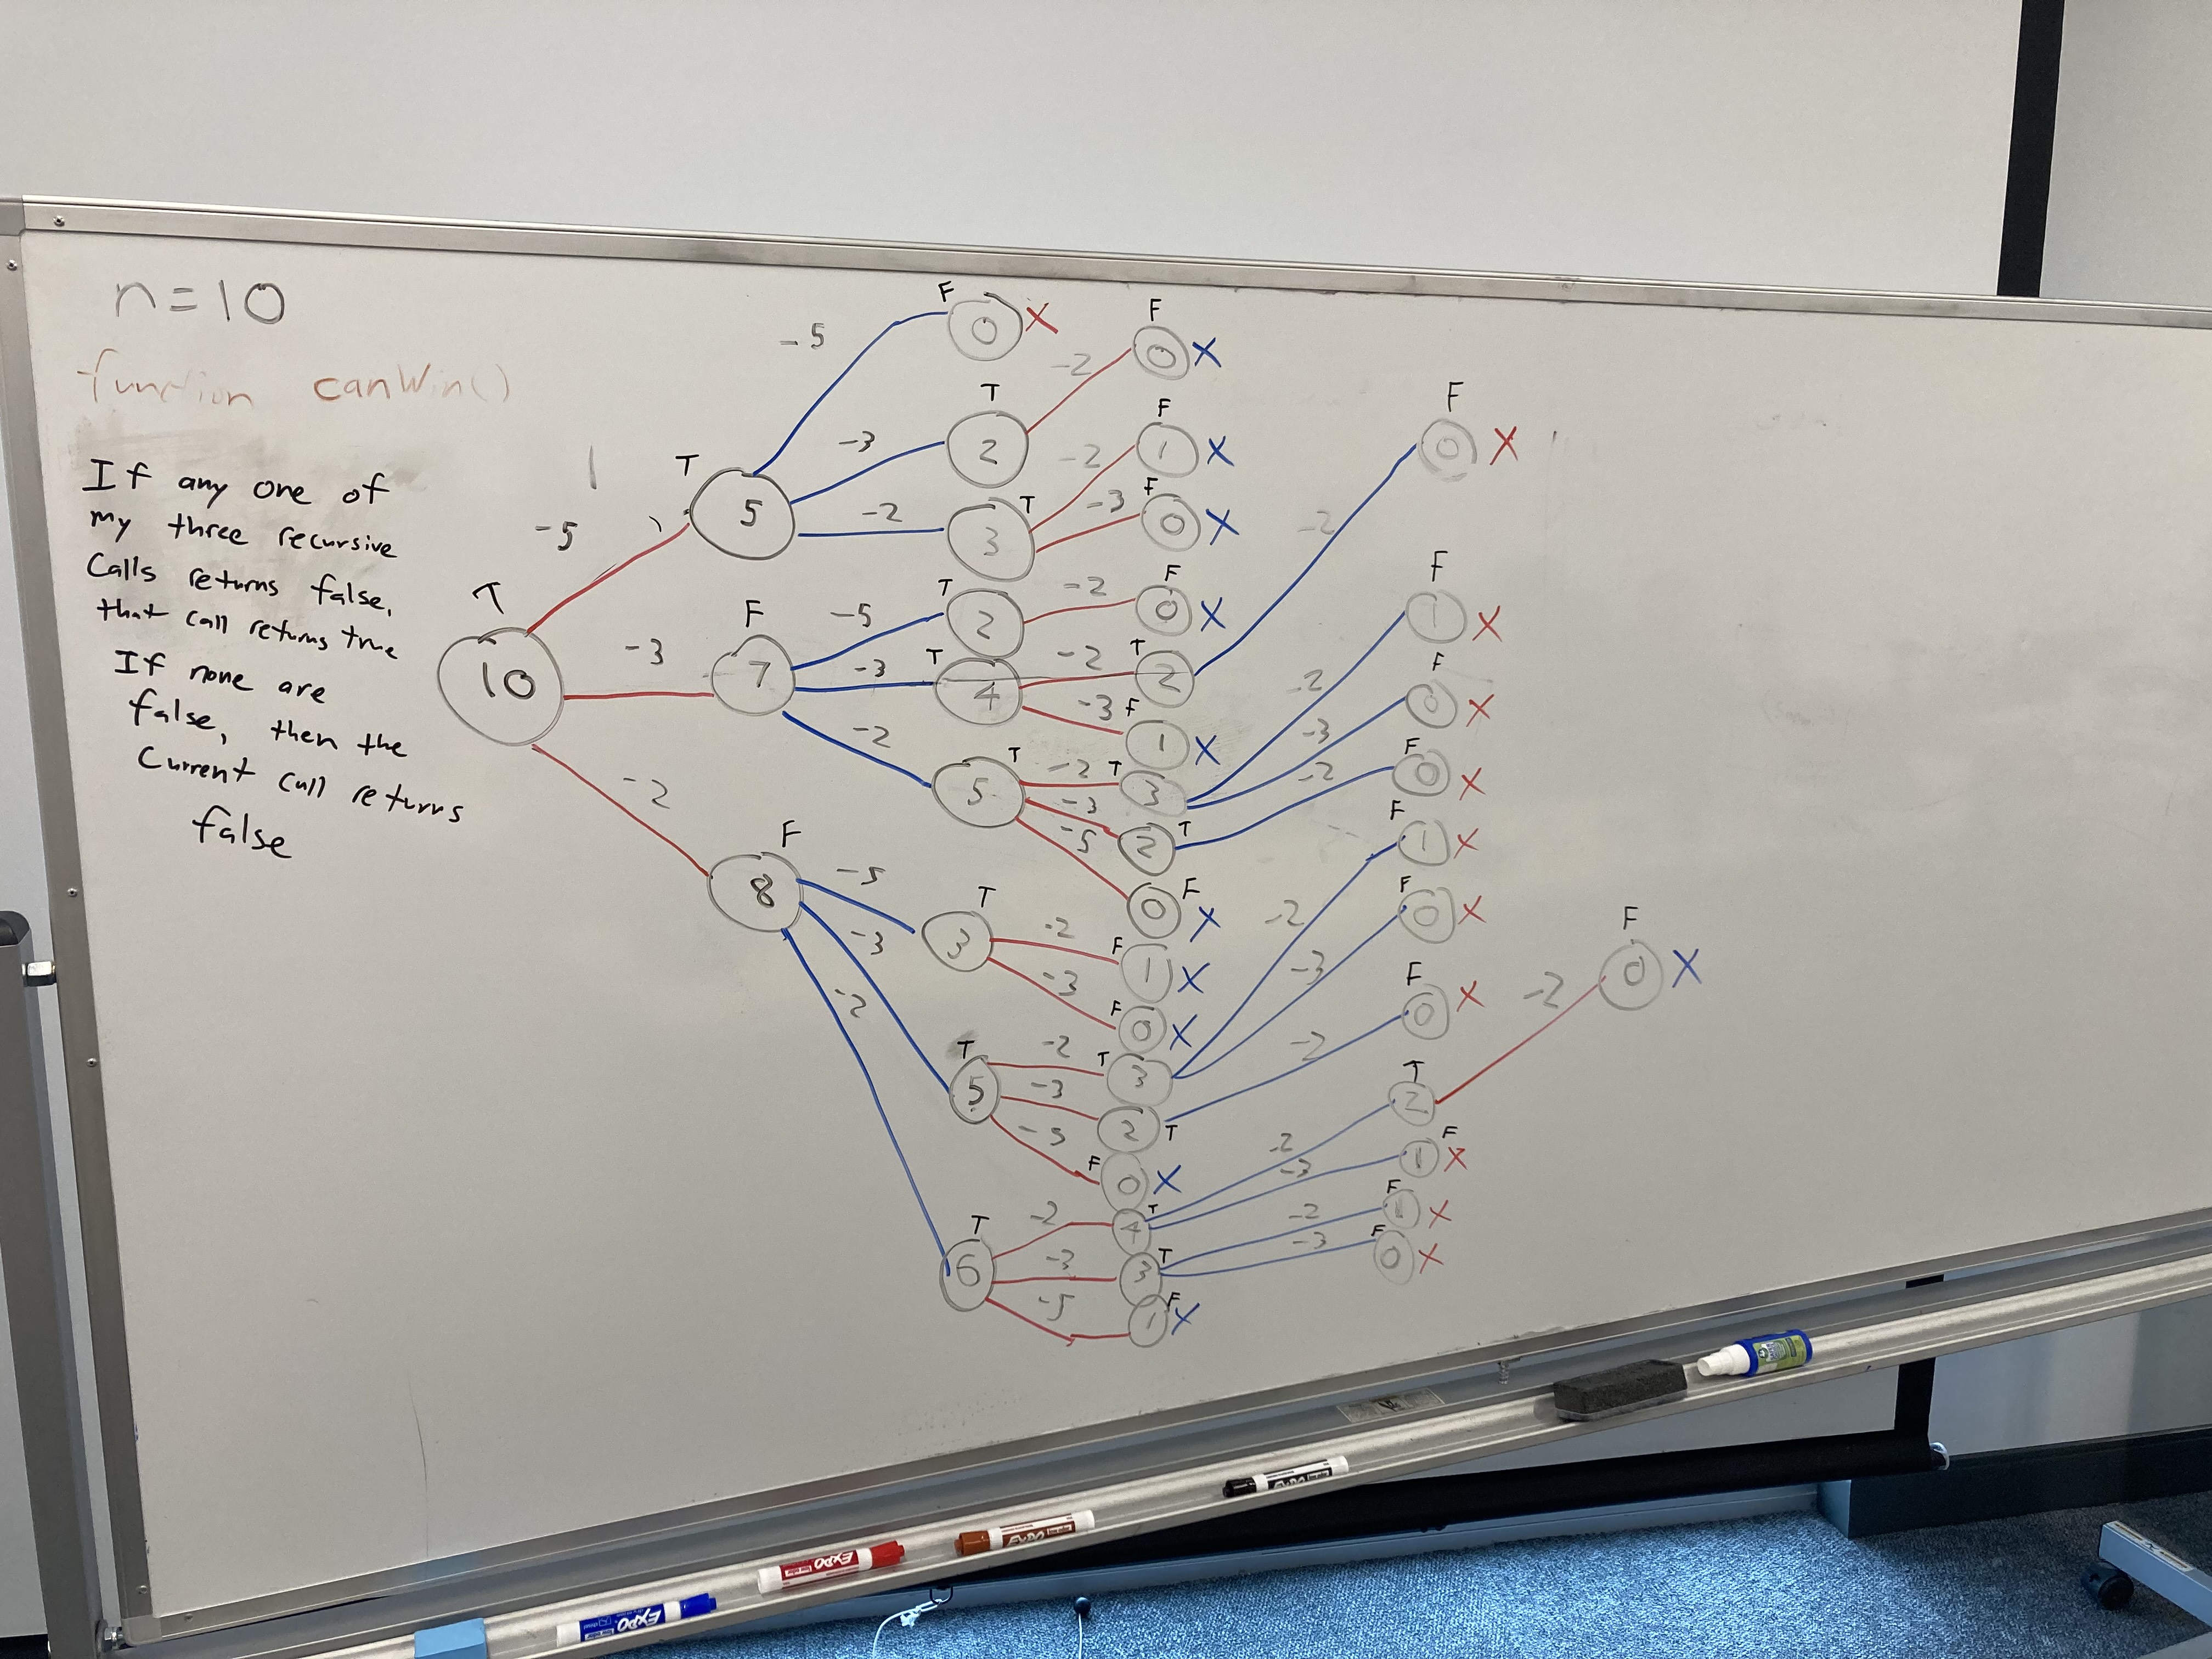 n=10
function canWin()
If any one of
my three recursive
calls returns false,
that call returns true
If none are
false, then the
current call returns
false
T
10
-5
-3
-2
T
5
F
7
F
8
-5
-3
-2
-5
-3
-2
-5
-3
-2
F
0 X
T
2
T
3
T
2
T
4
T
5
T
3
T
5
T
6
-2
-2
-3
-2
-2
-3
-2
-3
-5
-2
-3
-2
-3
-5
-2
-3
-5
F
0 X
F
1 X
F
0 X
F
0 X
T
2
F
1 X
T
3
T
2
F
0 X
F
1 X
F
0 X
T
3
T
2
F
0 X
T
4
T
3
F
1 X
-2
-2
-3
-2
-2
-3
-2
-2
-3
-2
-3
F
0 X
F
1 X
F
0 X
F
0 X
F
1 X
F
0 X
F
0 X
T
2
F
1 X
F
1 X
F
0 X
-2
F
0 X
EXPO
EXPO
EXPO
EXPO